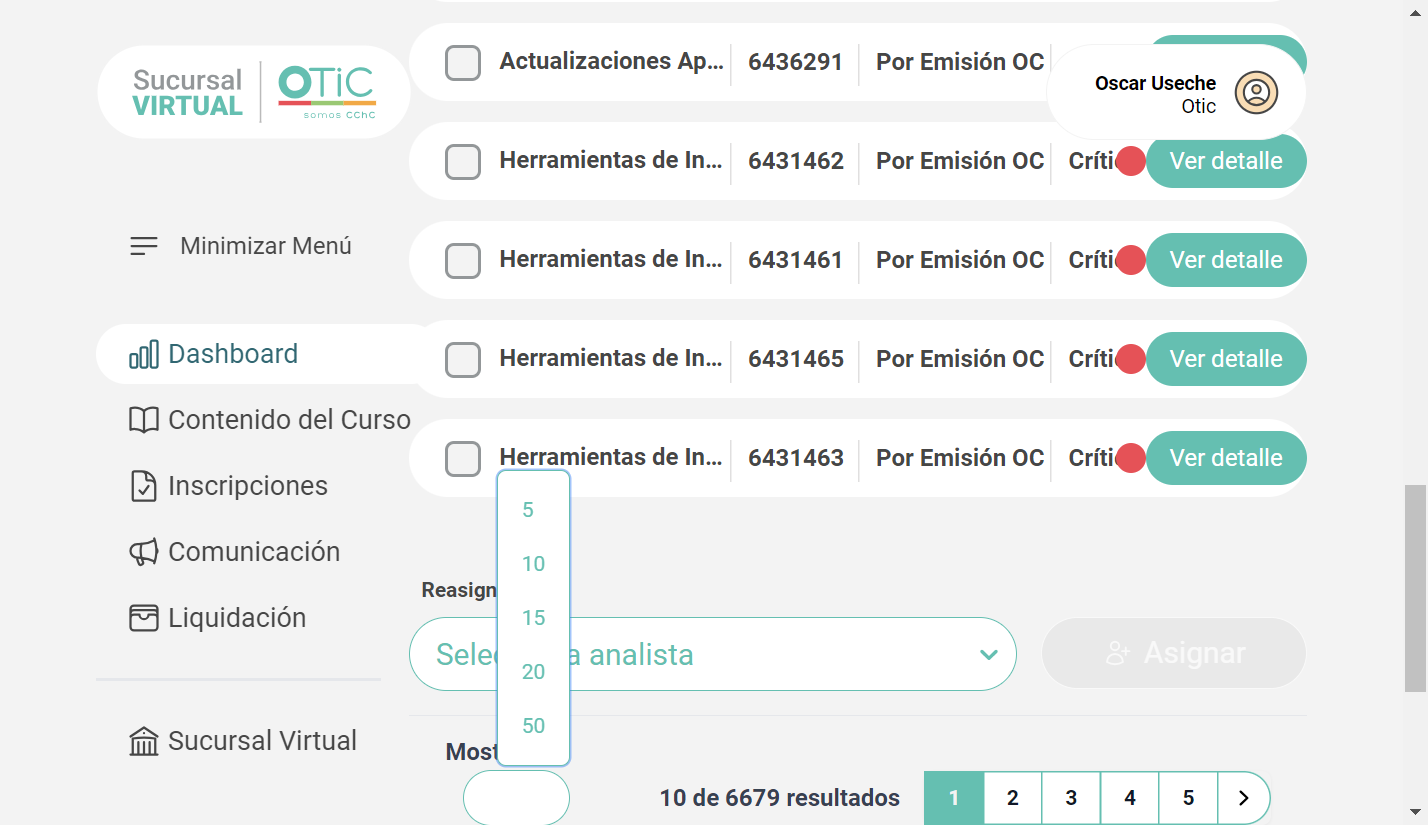 Sucursal
VIRTUAL
OTiC
somos CChC
Minimizar Menú
Dashboard
Contenido del Curso
Inscripciones
Comunicación
Liquidación
Sucursal Virtual
Oscar Useche
Otic
Actualizaciones Ap... 6436291 Por Emisión OC
Herramientas de In... 6431462 Por Emisión OC Críti Ver detalle
Herramientas de In... 6431461 Por Emisión OC Críti Ver detalle
Herramientas de In... 6431465 Por Emisión OC Críti Ver detalle
Herramientas de In... 6431463 Por Emisión OC Críti Ver detalle
5
10
15
20
50
Reasign
Selec a analista
Asignar
Most
10 de 6679 resultados
1 2 3 4 5